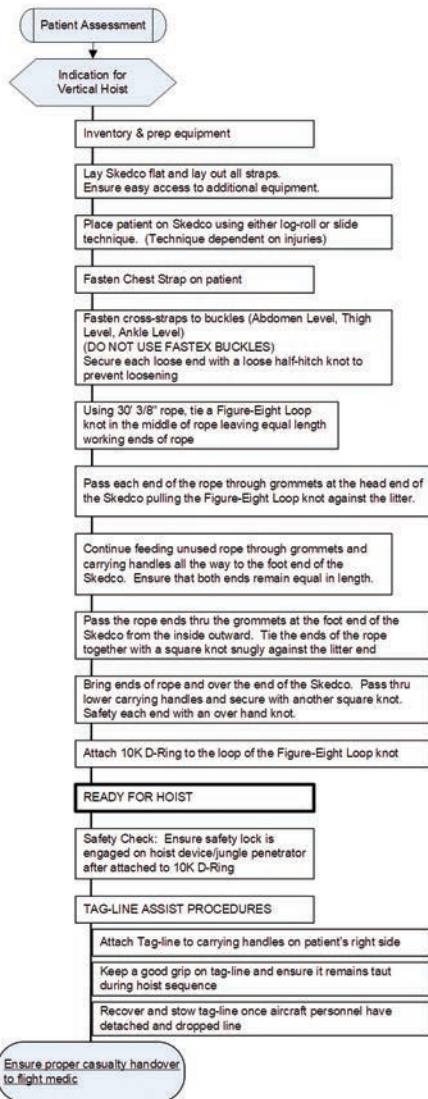 Patient Assessment
Indication for
Vertical Hoist
Inventory & prep equipment
Lay Skedco flat and lay out all straps.
Ensure easy access to additional equipment.
Place patient on Skedco using either log-roll or slide
technique. (Technique dependent on injuries)
Fasten Chest Strap on patient
Fasten cross-straps to buckles (Abdomen Level, Thigh
Level, Ankle Level)
(DO NOT USE FASTEX BUCKLES)
Secure each loose end with a loose half-hitch knot to
prevent loosening
Using 30' 3/8" rope, tie a Figure-Eight Loop
knot in the middle of rope leaving equal length
working ends of rope
Pass each end of the rope through grommets at the head end of
the Skedco pulling the Figure-Eight Loop knot against the litter.
Continue feeding unused rope through grommets and
carrying handles all the way to the foot end of the
Skedco. Ensure that both ends remain equal in length.
Pass the rope ends thru the grommets at the foot end of the
Skedco from the inside outward. Tie the ends of the rope
together with a square knot snugly against the litter end
Bring ends of rope and over the end of the Skedco. Pass thru
lower carrying handles and secure with another square knot.
Safety each end with an over hand knot.
Attach 10K D-Ring to the loop of the Figure-Eight Loop knot
READY FOR HOIST
Safety Check: Ensure safety lock is
engaged on hoist device/jungle penetrator
after attached to 10K D-Ring
TAG-LINE ASSIST PROCEDURES
Attach Tag-line to carrying handles on patient's right side
Keep a good grip on tag-line and ensure it remains taut
during hoist sequence
Recover and stow tag-line once aircraft personnel have
detached and dropped line
Ensure proper casualty handover
to flight medic